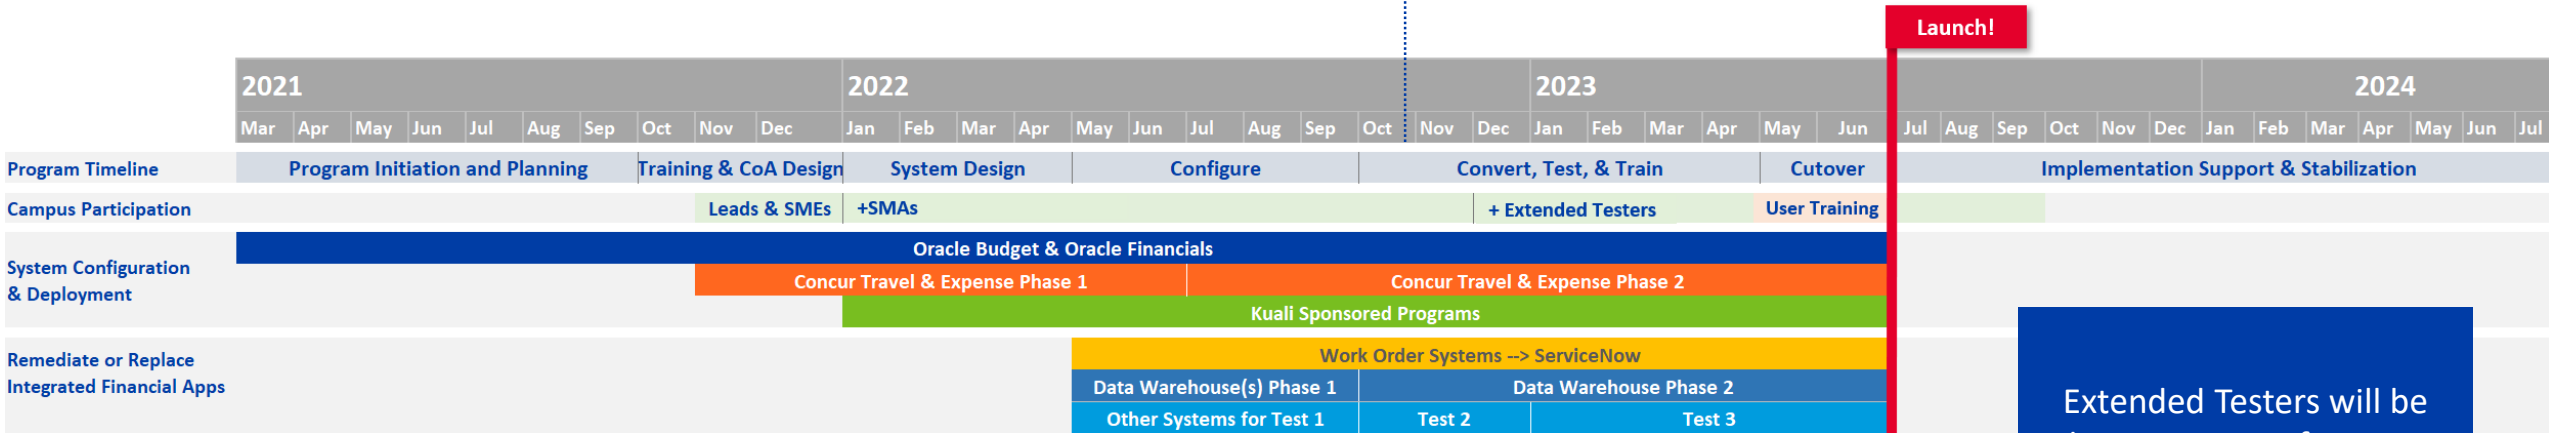 Launch!
2021 2022 2023 2024
Mar Apr May Jun Jul Aug Sep Oct Nov Dec Jan Feb Mar Apr May Jun Jul Aug Sep Oct Nov Dec Jan Feb Mar Apr May Jun Jul Aug Sep Oct Nov Dec Jan Feb Mar Apr May Jun Jul
Program Timeline Program Initiation and Planning Training & CoA Design System Design Configure Convert, Test, & Train Cutover Implementation Support & Stabilization
Campus Participation Leads & SMEs +SMAs + Extended Testers User Training
System Configuration
& Deployment
Oracle Budget & Oracle Financials
Concur Travel & Expense Phase 1 Concur Travel & Expense Phase 2
Kuali Sponsored Programs
Remediate or Replace
Integrated Financial Apps
Work Order Systems --> ServiceNow
Data Warehouse(s) Phase 1 Data Warehouse Phase 2
Other Systems for Test 1 Test 2 Test 3
Extended Testers will be